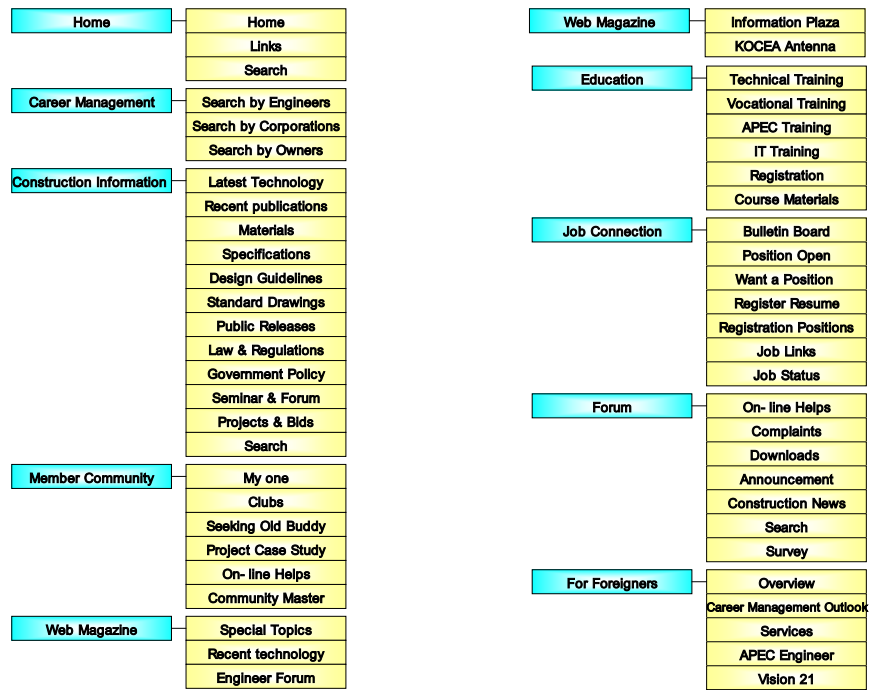 Home
Home
Links
Search
Career Management
Search by Engineers
Search by Corporations
Search by Owners
Construction Information
Latest Technology
Recent publications
Materials
Specifications
Design Guidelines
Standard Drawings
Public Releases
Law & Regulations
Government Policy
Seminar & Forum
Projects & Bids
Search
Member Community
My one
Clubs
Seeking Old Buddy
Project Case Study
On- line Helps
Community Master
Web Magazine
Special Topics
Recent technology
Engineer Forum
Web Magazine
Information Plaza
KOCEA Antenna
Education
Technical Training
Vocational Training
APEC Training
IT Training
Registration
Course Materials
Job Connection
Bulletin Board
Position Open
Want a Position
Register Resume
Registration Positions
Job Links
Job Status
Forum
On- line Helps
Complaints
Downloads
Announcement
Construction News
Search
Survey
For Foreigners
Overview
Career Management Outlook
Services
APEC Engineer
Vision 21